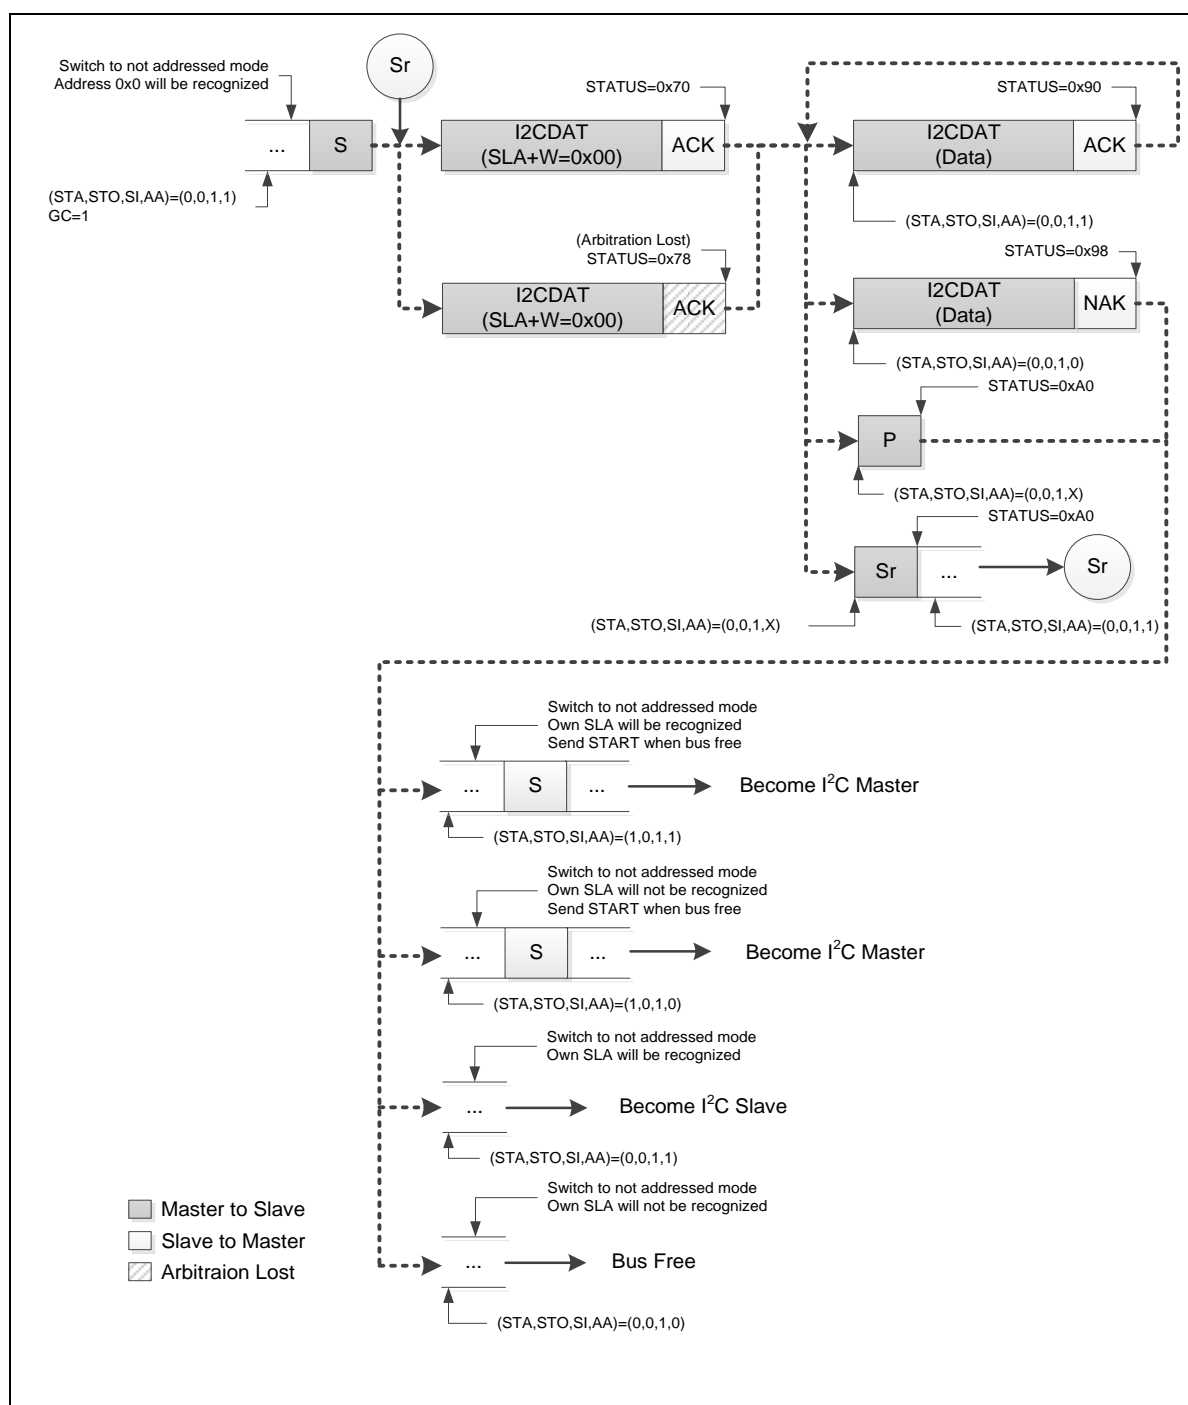 Switch to not addressed mode
Address 0x0 will be recognized
Sr
...
S
(STA,STO,SI,AA)=(0,0,1,1)
GC=1
I2CDAT
(SLA+W=0x00)
ACK
STATUS=0x70
I2CDAT
(Data)
ACK
STATUS=0x90
(STA,STO,SI,AA)=(0,0,1,1)
(Arbitration Lost)
STATUS=0x78
I2CDAT
(SLA+W=0x00)
ACK
STATUS=0x98
I2CDAT
(Data)
NAK
(STA,STO,SI,AA)=(0,0,1,0)
STATUS=0xA0
P
(STA,STO,SI,AA)=(0,0,1,X)
STATUS=0xA0
Sr
...
Sr
(STA,STO,SI,AA)=(0,0,1,X)
(STA,STO,SI,AA)=(0,0,1,1)
Switch to not addressed mode
Own SLA will be recognized
Send START when bus free
...
S
...
Become I²C Master
(STA,STO,SI,AA)=(1,0,1,1)
Switch to not addressed mode
Own SLA will not be recognized
Send START when bus free
...
S
...
Become I²C Master
(STA,STO,SI,AA)=(1,0,1,0)
Switch to not addressed mode
Own SLA will be recognized
...
Become I²C Slave
(STA,STO,SI,AA)=(0,0,1,1)
Switch to not addressed mode
Own SLA will not be recognized
...
Bus Free
(STA,STO,SI,AA)=(0,0,1,0)
Master to Slave
Slave to Master
Arbitraion Lost